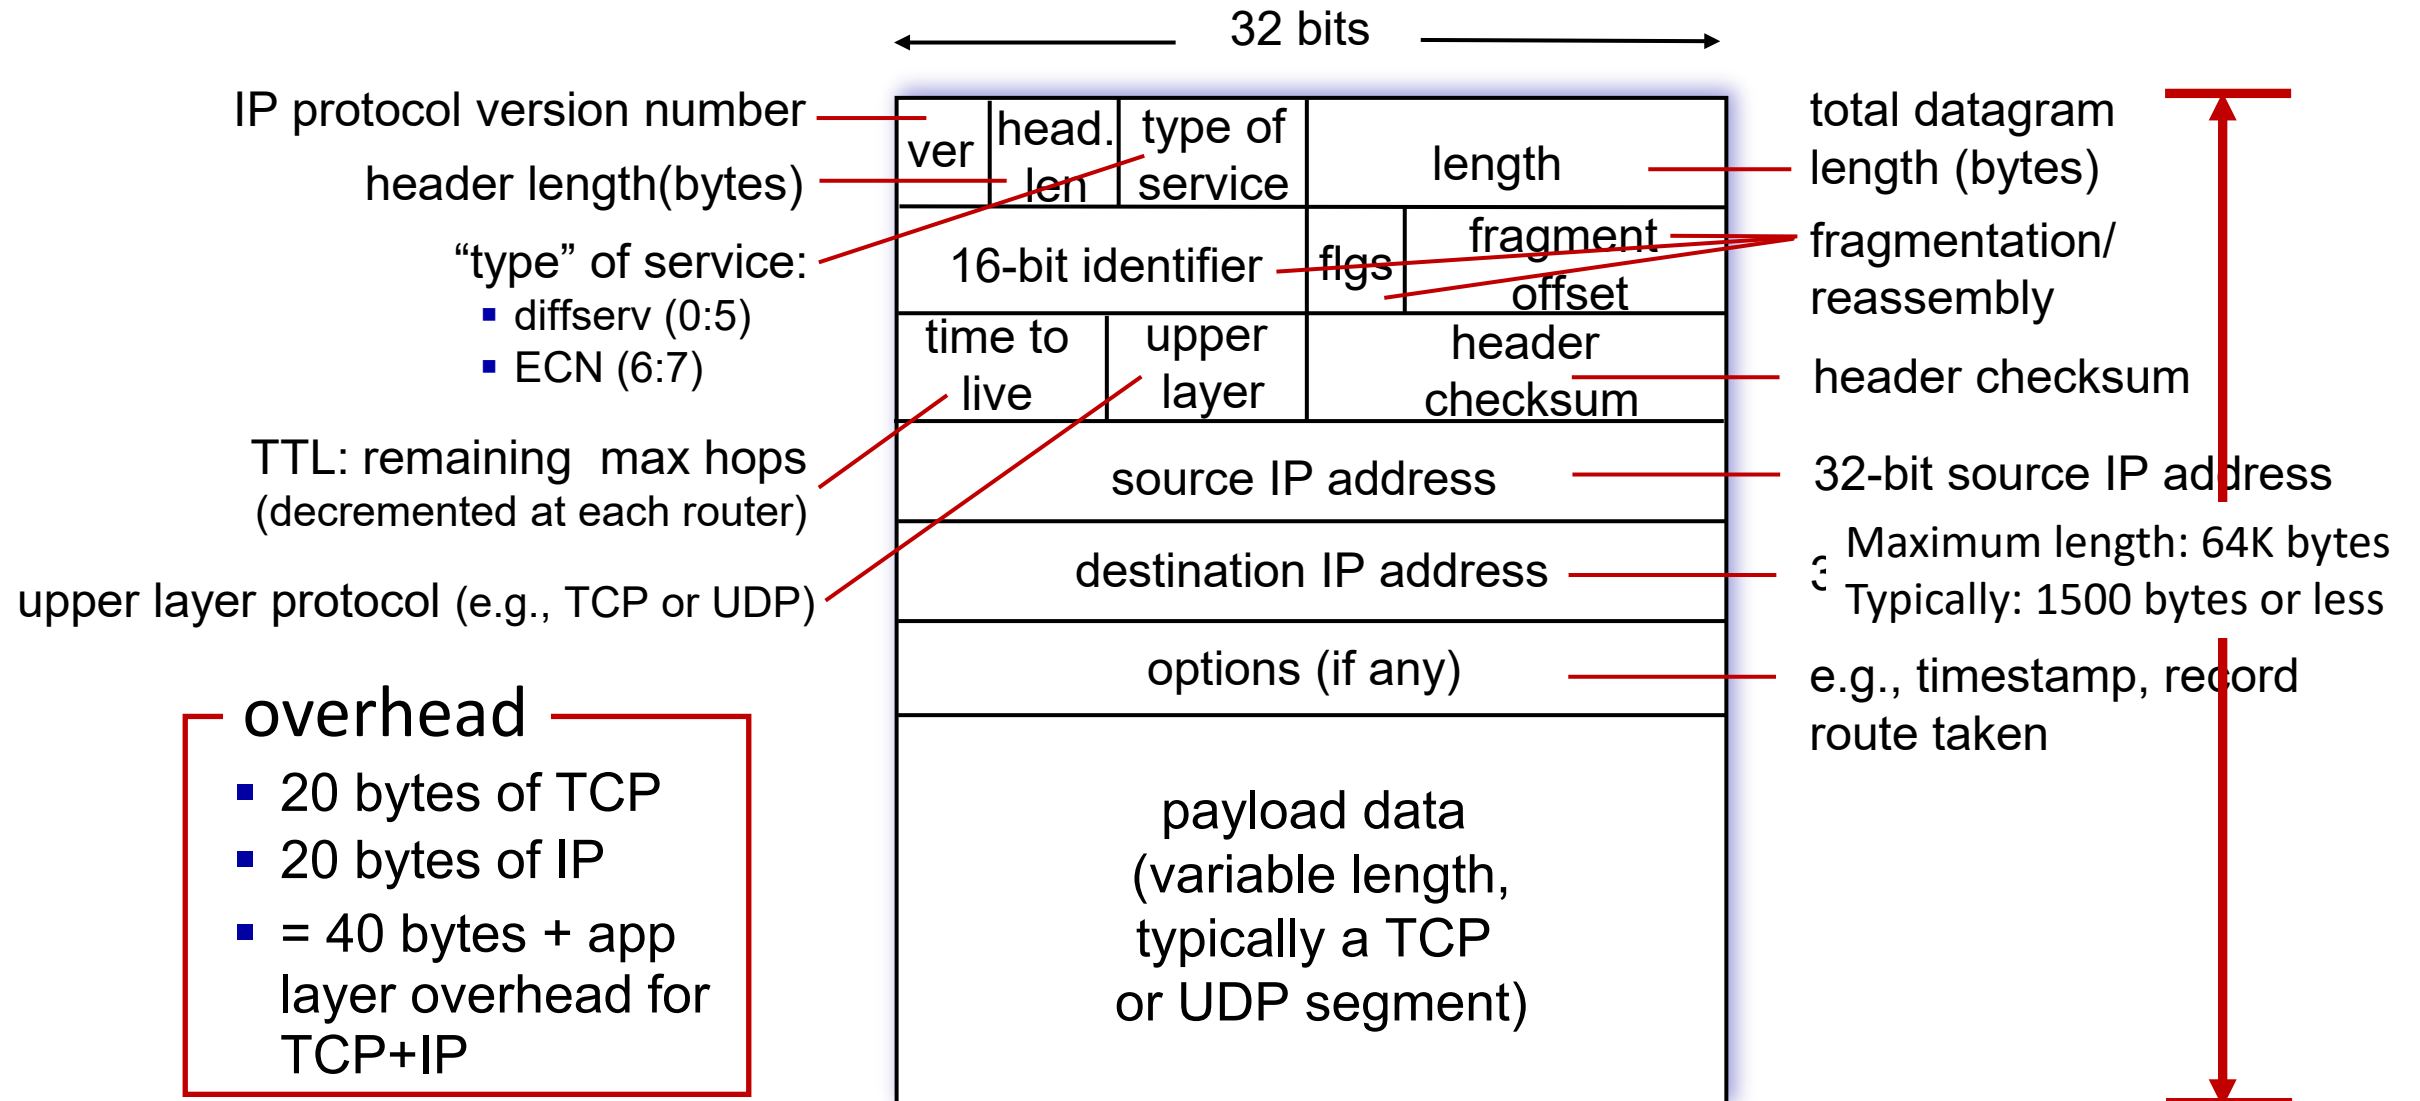 32 bits
IP protocol version number
header length(bytes)
“type” of service:
▪ diffserv (0:5)
▪ ECN (6:7)
TTL: remaining  max hops
(decremented at each router)
upper layer protocol (e.g., TCP or UDP)
overhead
▪ 20 bytes of TCP
▪ 20 bytes of IP
▪ = 40 bytes + app
layer overhead for
TCP+IP
ver
head.
len
type of
service
length
16-bit identifier
flgs
fragment
offset
time to
live
upper
layer
header
checksum
source IP address
destination IP address
options (if any)
payload data
(variable length,
typically a TCP
or UDP segment)
total datagram
length (bytes)
fragmentation/
reassembly
header checksum
32-bit source IP address
Maximum length: 64K bytes
Typically: 1500 bytes or less
e.g., timestamp, record
route taken